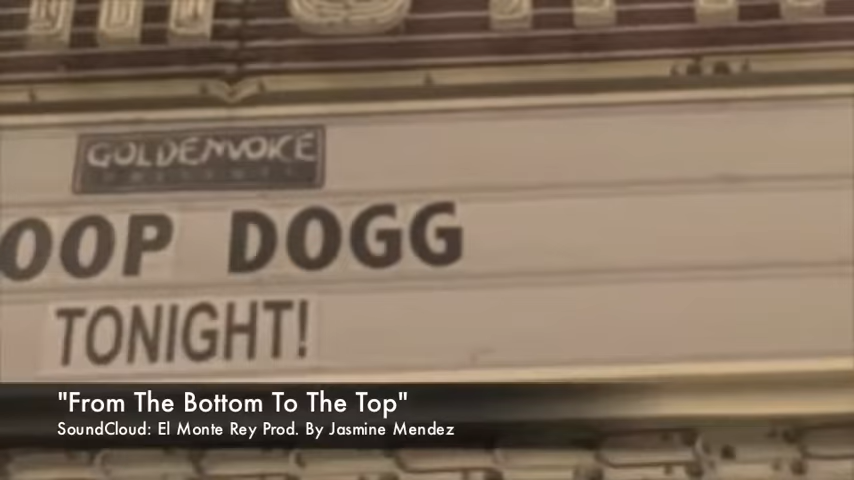 GOLDENVOICE
OOP DOGG
TONIGHT!
"From The Bottom To The Top"
SoundCloud: El Monte Rey Prod. By Jasmine Mendez